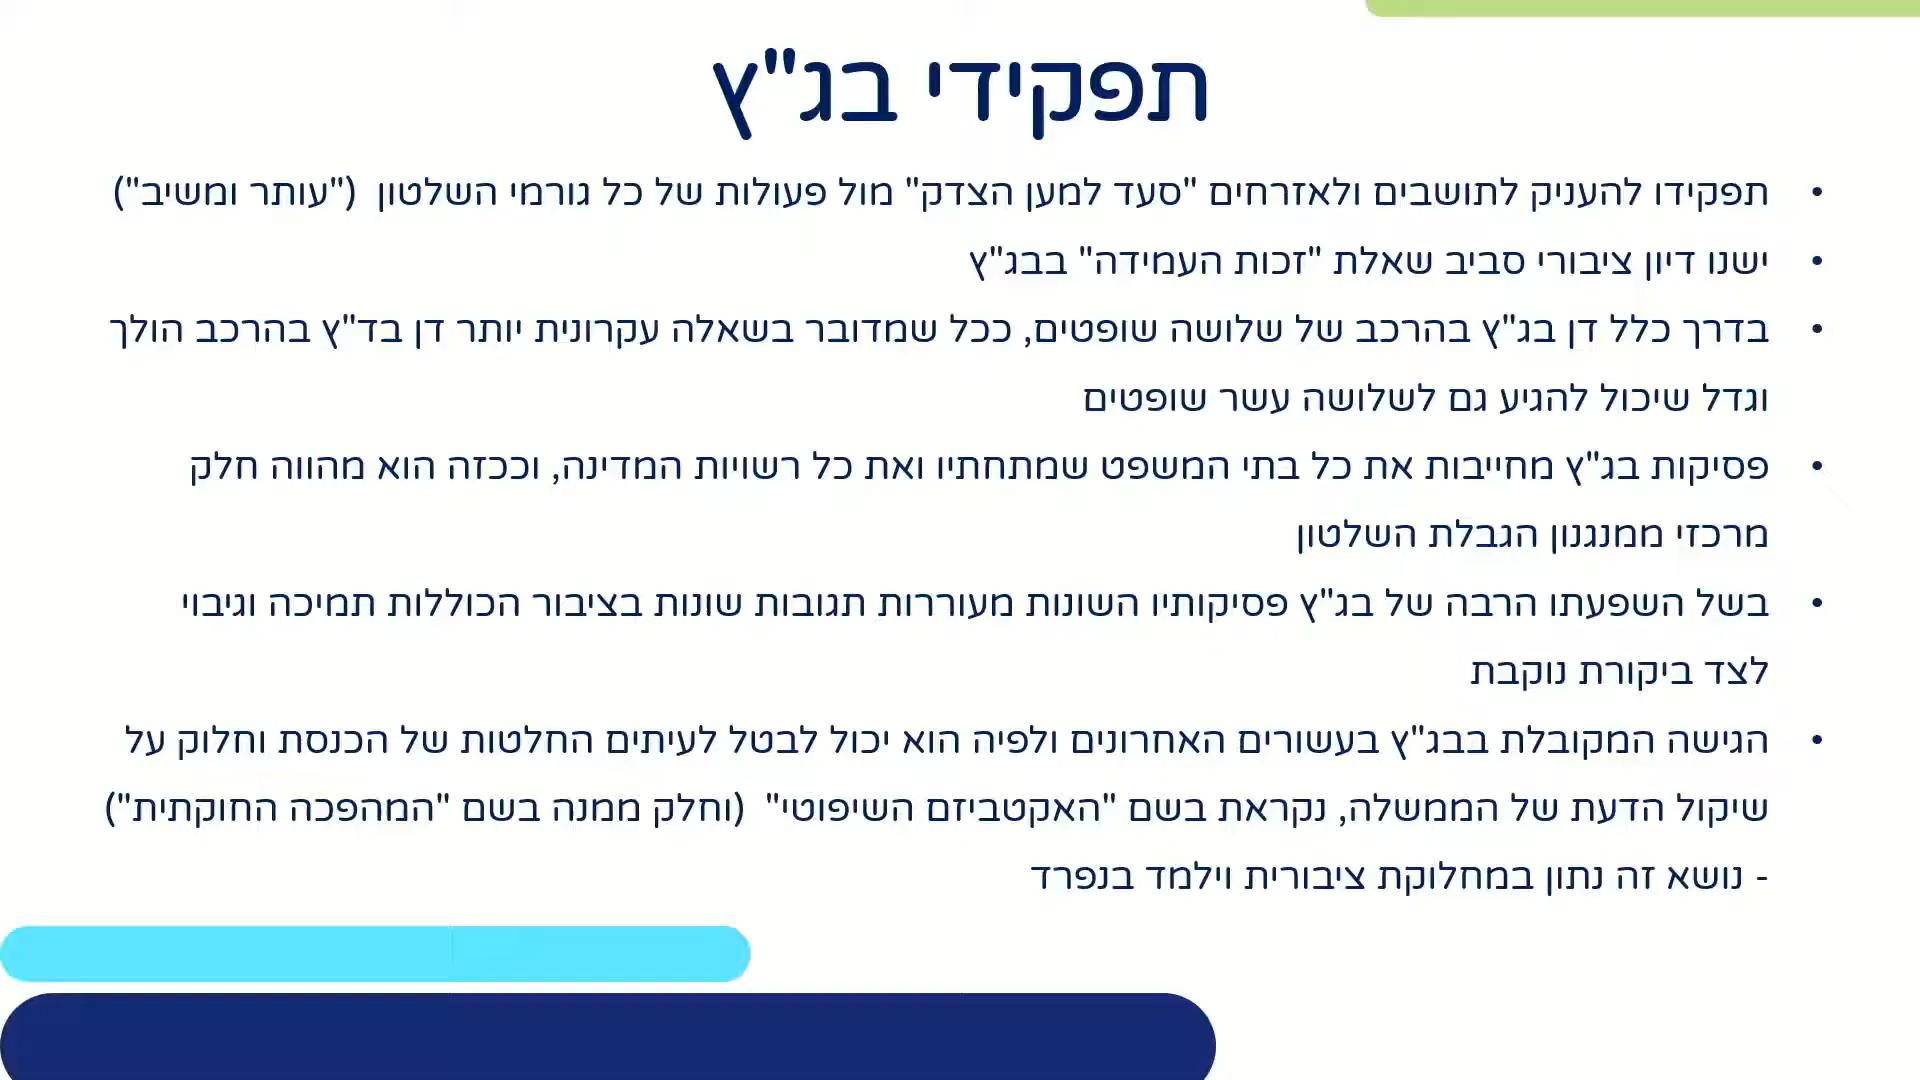 תפקידי בג"ץ
• תפקידו להעניק לתושבים ולאזרחים "סעד למען הצדק" מול פעולות של כל גורמי השלטון ("עותר ומשיב")
• ישנו דיון ציבורי סביב שאלת "זכות העמידה" בבג"ץ
• בדרך כלל דן בג"ץ בהרכב של שלושה שופטים, ככל שמדובר בשאלה עקרונית יותר דן בד"ץ בהרכב הולך
וגדל שיכול להגיע גם לשלושה עשר שופטים
• פסיקות בג"ץ מחייבות את כל בתי המשפט שמתחתיו ואת כל רשויות המדינה, וככזה הוא מהווה חלק
מרכזי ממנגנון הגבלת השלטון
• בשל השפעתו הרבה של בג"ץ פסיקותיו השונות מעוררות תגובות שונות בציבור הכוללות תמיכה וגיבוי
לצד ביקורת נוקבת
• הגישה המקובלת בבג"ץ בעשורים האחרונים ולפיה הוא יכול לבטל לעיתים החלטות של הכנסת וחלוק על
שיקול הדעת של הממשלה, נקראת בשם "האקטביזם השיפוטי" (וחלק ממנה בשם "המהפכה החוקתית")
- נושא זה נתון במחלוקת ציבורית וילמד בנפרד